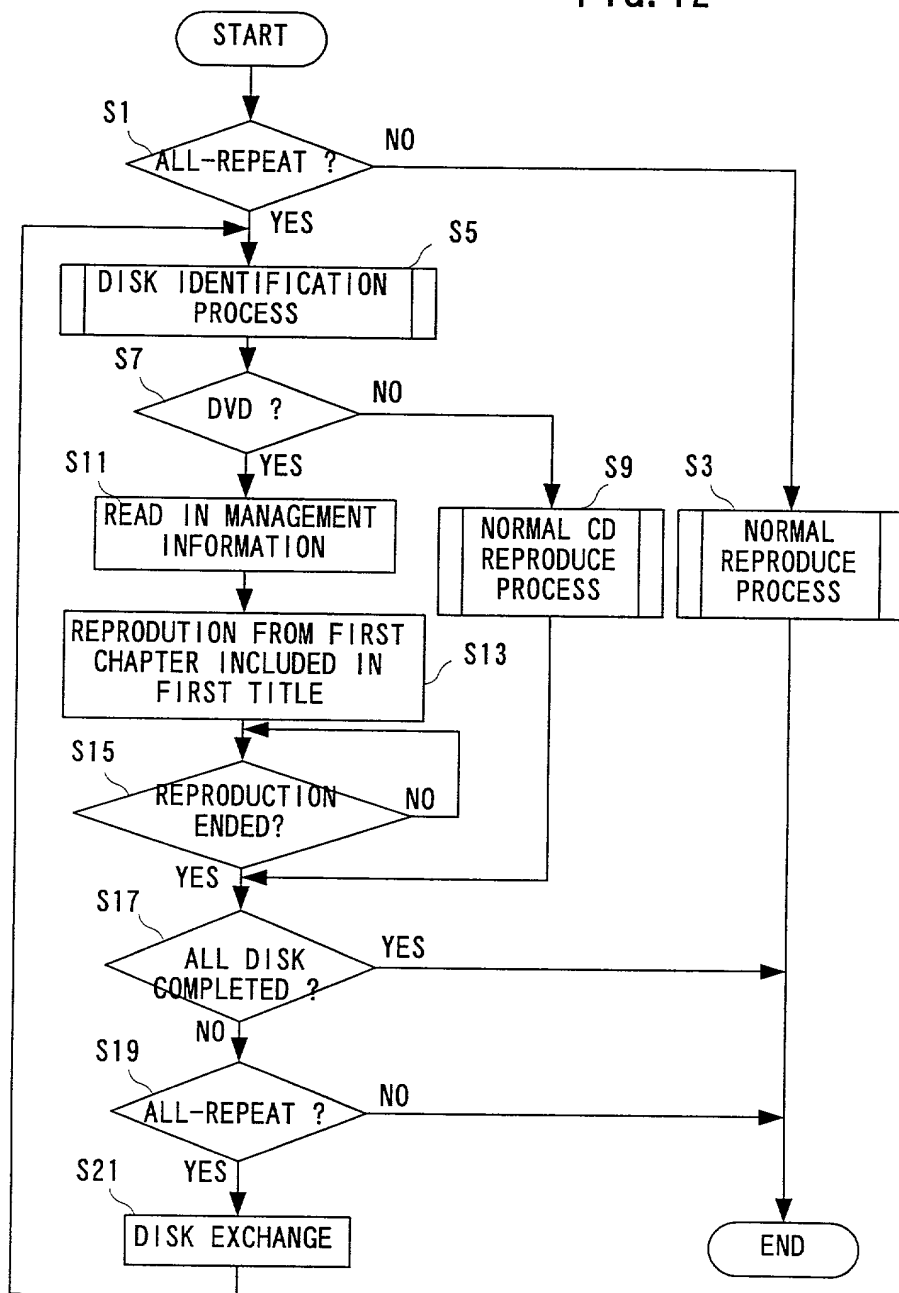 FIG. 12
START
S1
ALL-REPEAT ?
NO
YES
S5
DISK IDENTIFICATION
PROCESS
S7
DVD ?
NO
YES
S11
READ IN MANAGEMENT
INFORMATION
S9
NORMAL CD
REPRODUCE
PROCESS
S3
NORMAL
REPRODUCE
PROCESS
REPRODUTION FROM FIRST
CHAPTER INCLUDED IN
FIRST TITLE
S13
S15
REPRODUCTION
ENDED?
NO
YES
S17
ALL DISK
COMPLETED ?
YES
NO
S19
ALL-REPEAT ?
NO
YES
S21
DISK EXCHANGE
END